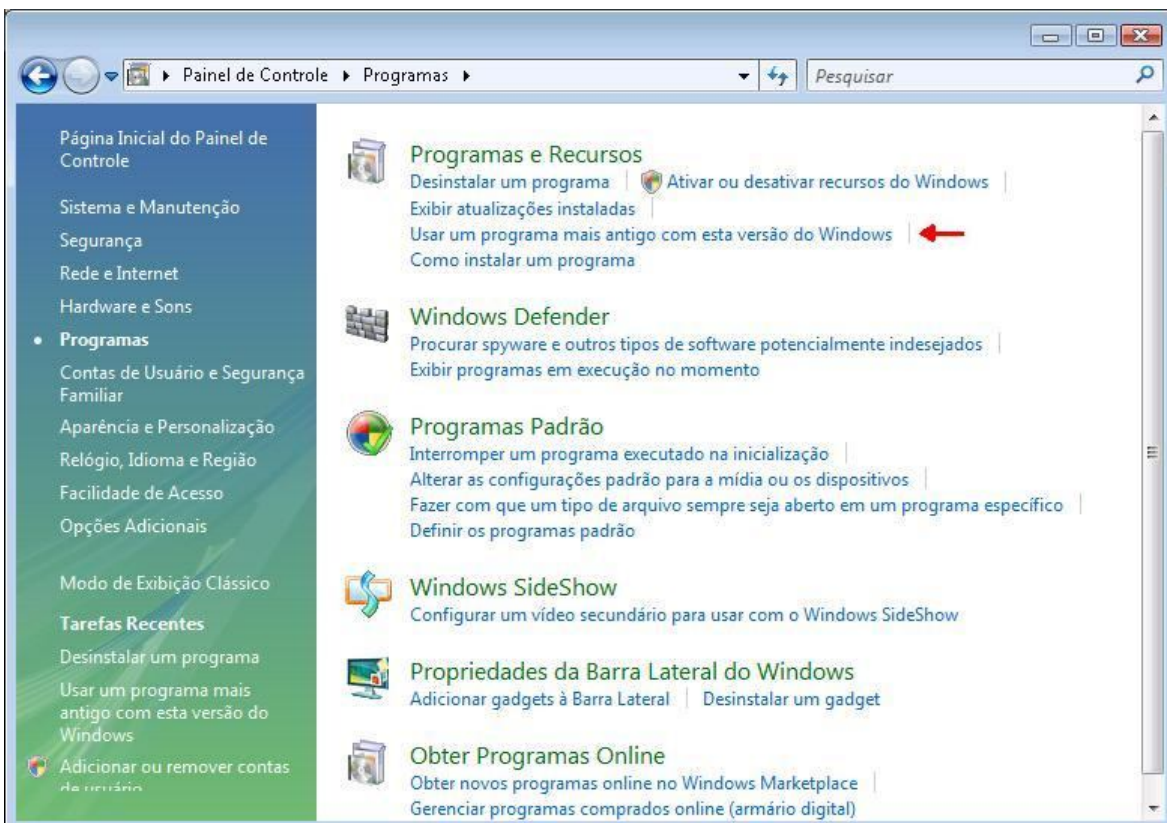 Painel de Controle Programas
Pesquisar
Página Inicial do Painel de
Controle
Sistema e Manutenção
Segurança
Rede e Internet
Hardware e Sons
Programas
Contas de Usuário e Segurança
Familiar
Aparência e Personalização
Relógio, Idioma e Região
Facilidade de Acesso
Opções Adicionais
Modo de Exibição Clássico
Tarefas Recentes
Desinstalar um programa
Usar um programa mais
antigo com esta versão do
Windows
Adicionar ou remover contas
de usuário
Programas e Recursos
Desinstalar um programa Ativar ou desativar recursos do Windows
Exibir atualizações instaladas
Usar um programa mais antigo com esta versão do Windows
Como instalar um programa
Windows Defender
Procurar spyware e outros tipos de software potencialmente indesejados
Exibir programas em execução no momento
Programas Padrão
Interromper um programa executado na inicialização
Alterar as configurações padrão para a mídia ou os dispositivos
Fazer com que um tipo de arquivo sempre seja aberto em um programa específico
Definir os programas padrão
Windows SideShow
Configurar um vídeo secundário para usar com o Windows SideShow
Propriedades da Barra Lateral do Windows
Adicionar gadgets à Barra Lateral Desinstalar um gadget
Obter Programas Online
Obter novos programas online no Windows Marketplace
Gerenciar programas comprados online (armário digital)